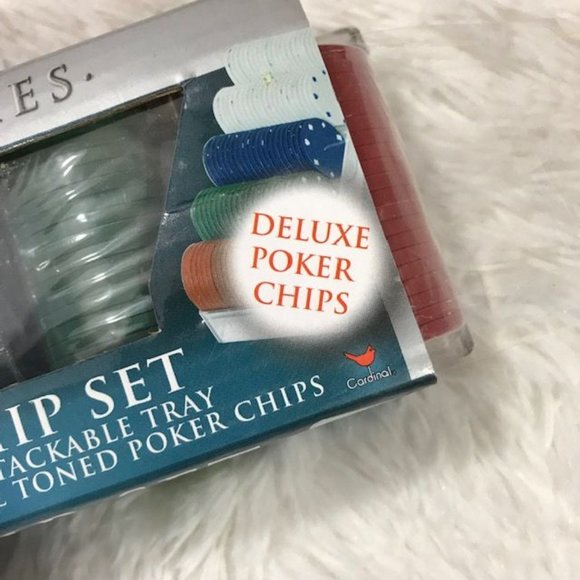 ES.
DELUXE
POKER
CHIPS
Cardinal
IP SET
TACKABLE TRAY
TONED POKER CHIPS